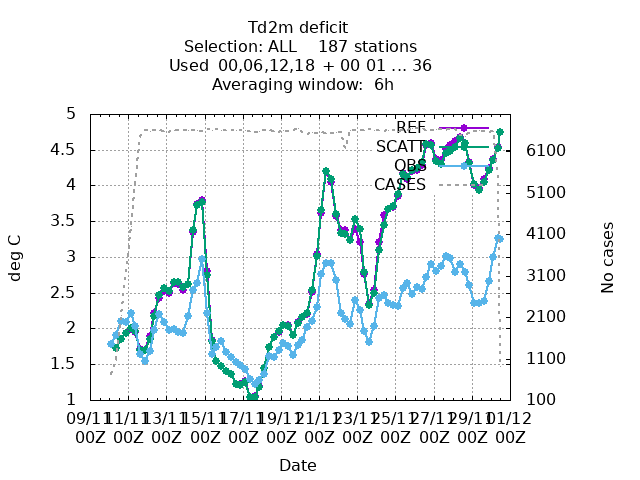 Td2m deficit
Selection: ALL    187 stations
Used  00,06,12,18 + 00 01 ... 36
Averaging window:  6h
REF
SCATT
OBS
CASES
5
4.5
4
3.5
3
2.5
2
1.5
1
deg C
6100
5100
4100
3100
2100
1100
100
No cases
09/11 11/11 13/11 15/11 17/11 19/11 21/11 23/11 25/11 27/11 29/11 01/12
00Z 00Z 00Z 00Z 00Z 00Z 00Z 00Z 00Z 00Z 00Z 00Z
Date